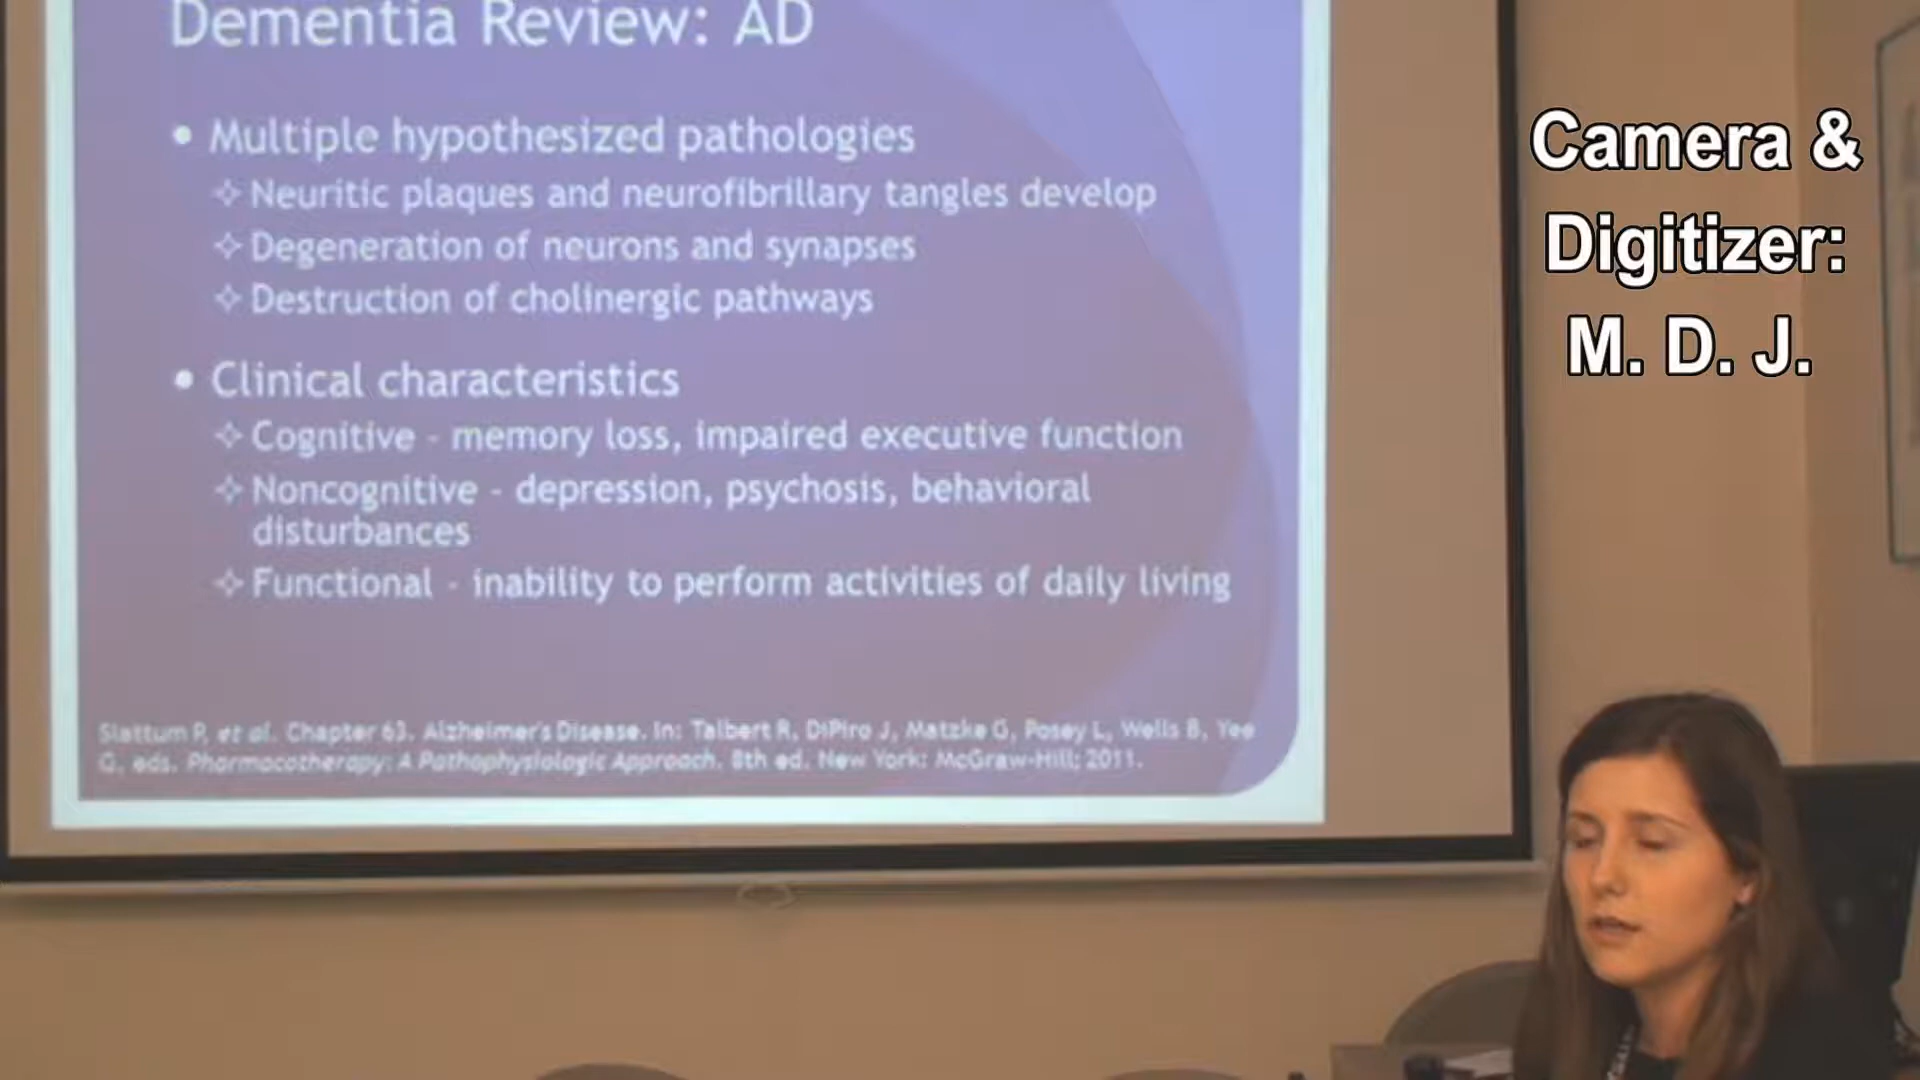 Dementia Review: AD
• Multiple hypothesized pathologies
✧ Neuritic plaques and neurofibrillary tangles develop
✧ Degeneration of neurons and synapses
✧ Destruction of cholinergic pathways
• Clinical characteristics
✧ Cognitive - memory loss, impaired executive function
✧ Noncognitive - depression, psychosis, behavioral
disturbances
✧ Functional - inability to perform activities of daily living
Slattum P, et al. Chapter 63. Alzheimer's Disease. In: Talbert R, DiPiro J, Matzke G, Posey L, Wells B, Yee
G, eds. Pharmacotherapy: A Pathophysiologic Approach. 8th ed. New York: McGraw-Hill; 2011.
Camera &
Digitizer:
M. D. J.